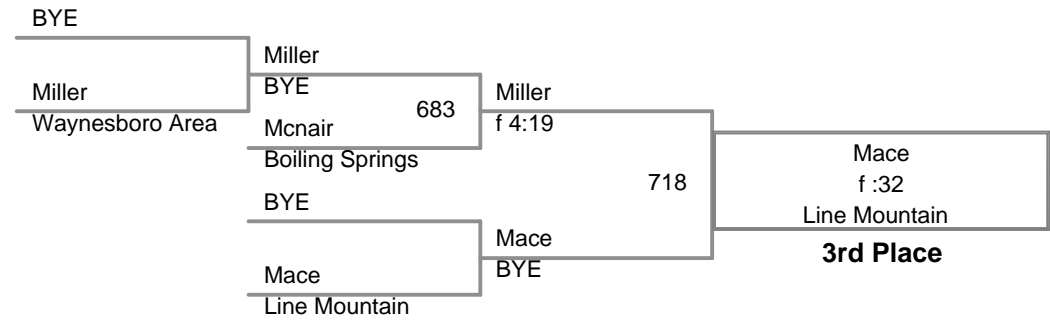 BYE
Miller
Waynesboro Area
Miller
BYE
683
Mcnair
Boiling Springs
BYE
Mace
Line Mountain
Miller
f 4:19
718
Mace
BYE
Mace
f :32
Line Mountain
3rd Place